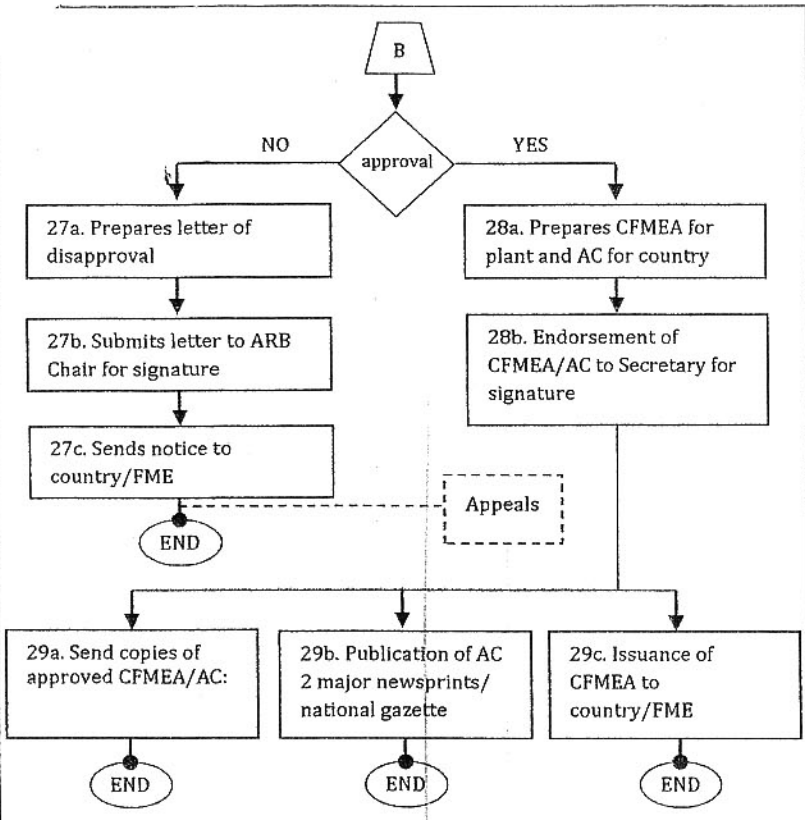 B
NO
approval
YES
27a. Prepares letter of
disapproval
28a. Prepares CFMEA for
plant and AC for country
27b. Submits letter to ARB
Chair for signature
28b. Endorsement of
CFMEA/AC to Secretary for
signature
27c. Sends notice to
country/FME
Appeals
END
29a. Send copies of
approved CFMEA/AC:
29b. Publication of AC
2 major newsprints/
national gazette
29c. Issuance of
CFMEA to
country/FME
END
END
END